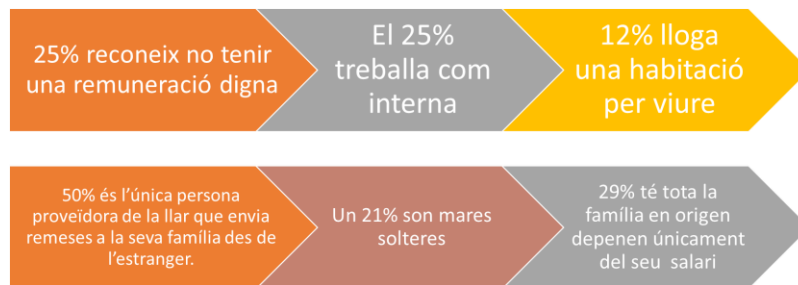 25% reconeix no tenir
una remuneració digna
El 25%
treballa com
interna
12% lloga
una habitació
per viure
50% és l’única persona
proveïdora de la llar que envia
remeses a la seva família des de
l’estranger.
Un 21% son mares
solteres
29% té tota la
família en origen
depenen únicament
del seu salari